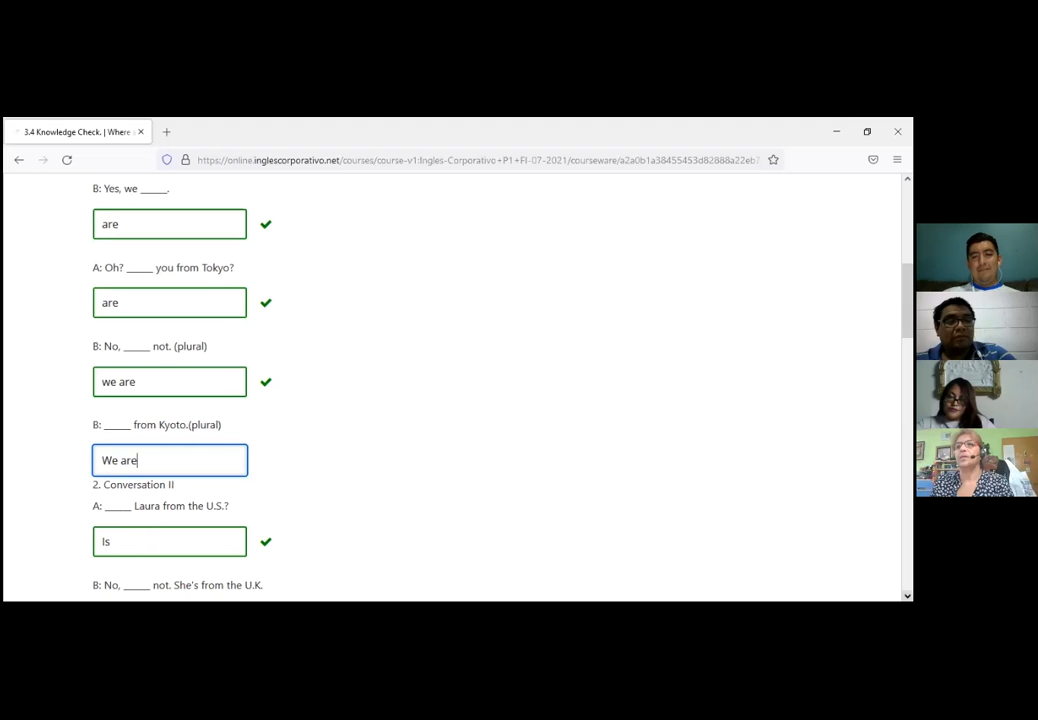 3.4 Knowledge Check. | Where
https://online.inglescorporativo.net/courses/course-v1:Ingles-Corporativo+P1+FI-07-2021/courseware/a2a0b1a38455453d82888a22eb
B: Yes, we _____.
are
A: Oh? _____ you from Tokyo?
are
B: No, _____ not. (plural)
we are
B: _____ from Kyoto.(plural)
We are
2. Conversation II
A: _____ Laura from the U.S.?
Is
B: No, _____ not. She's from the U.K.